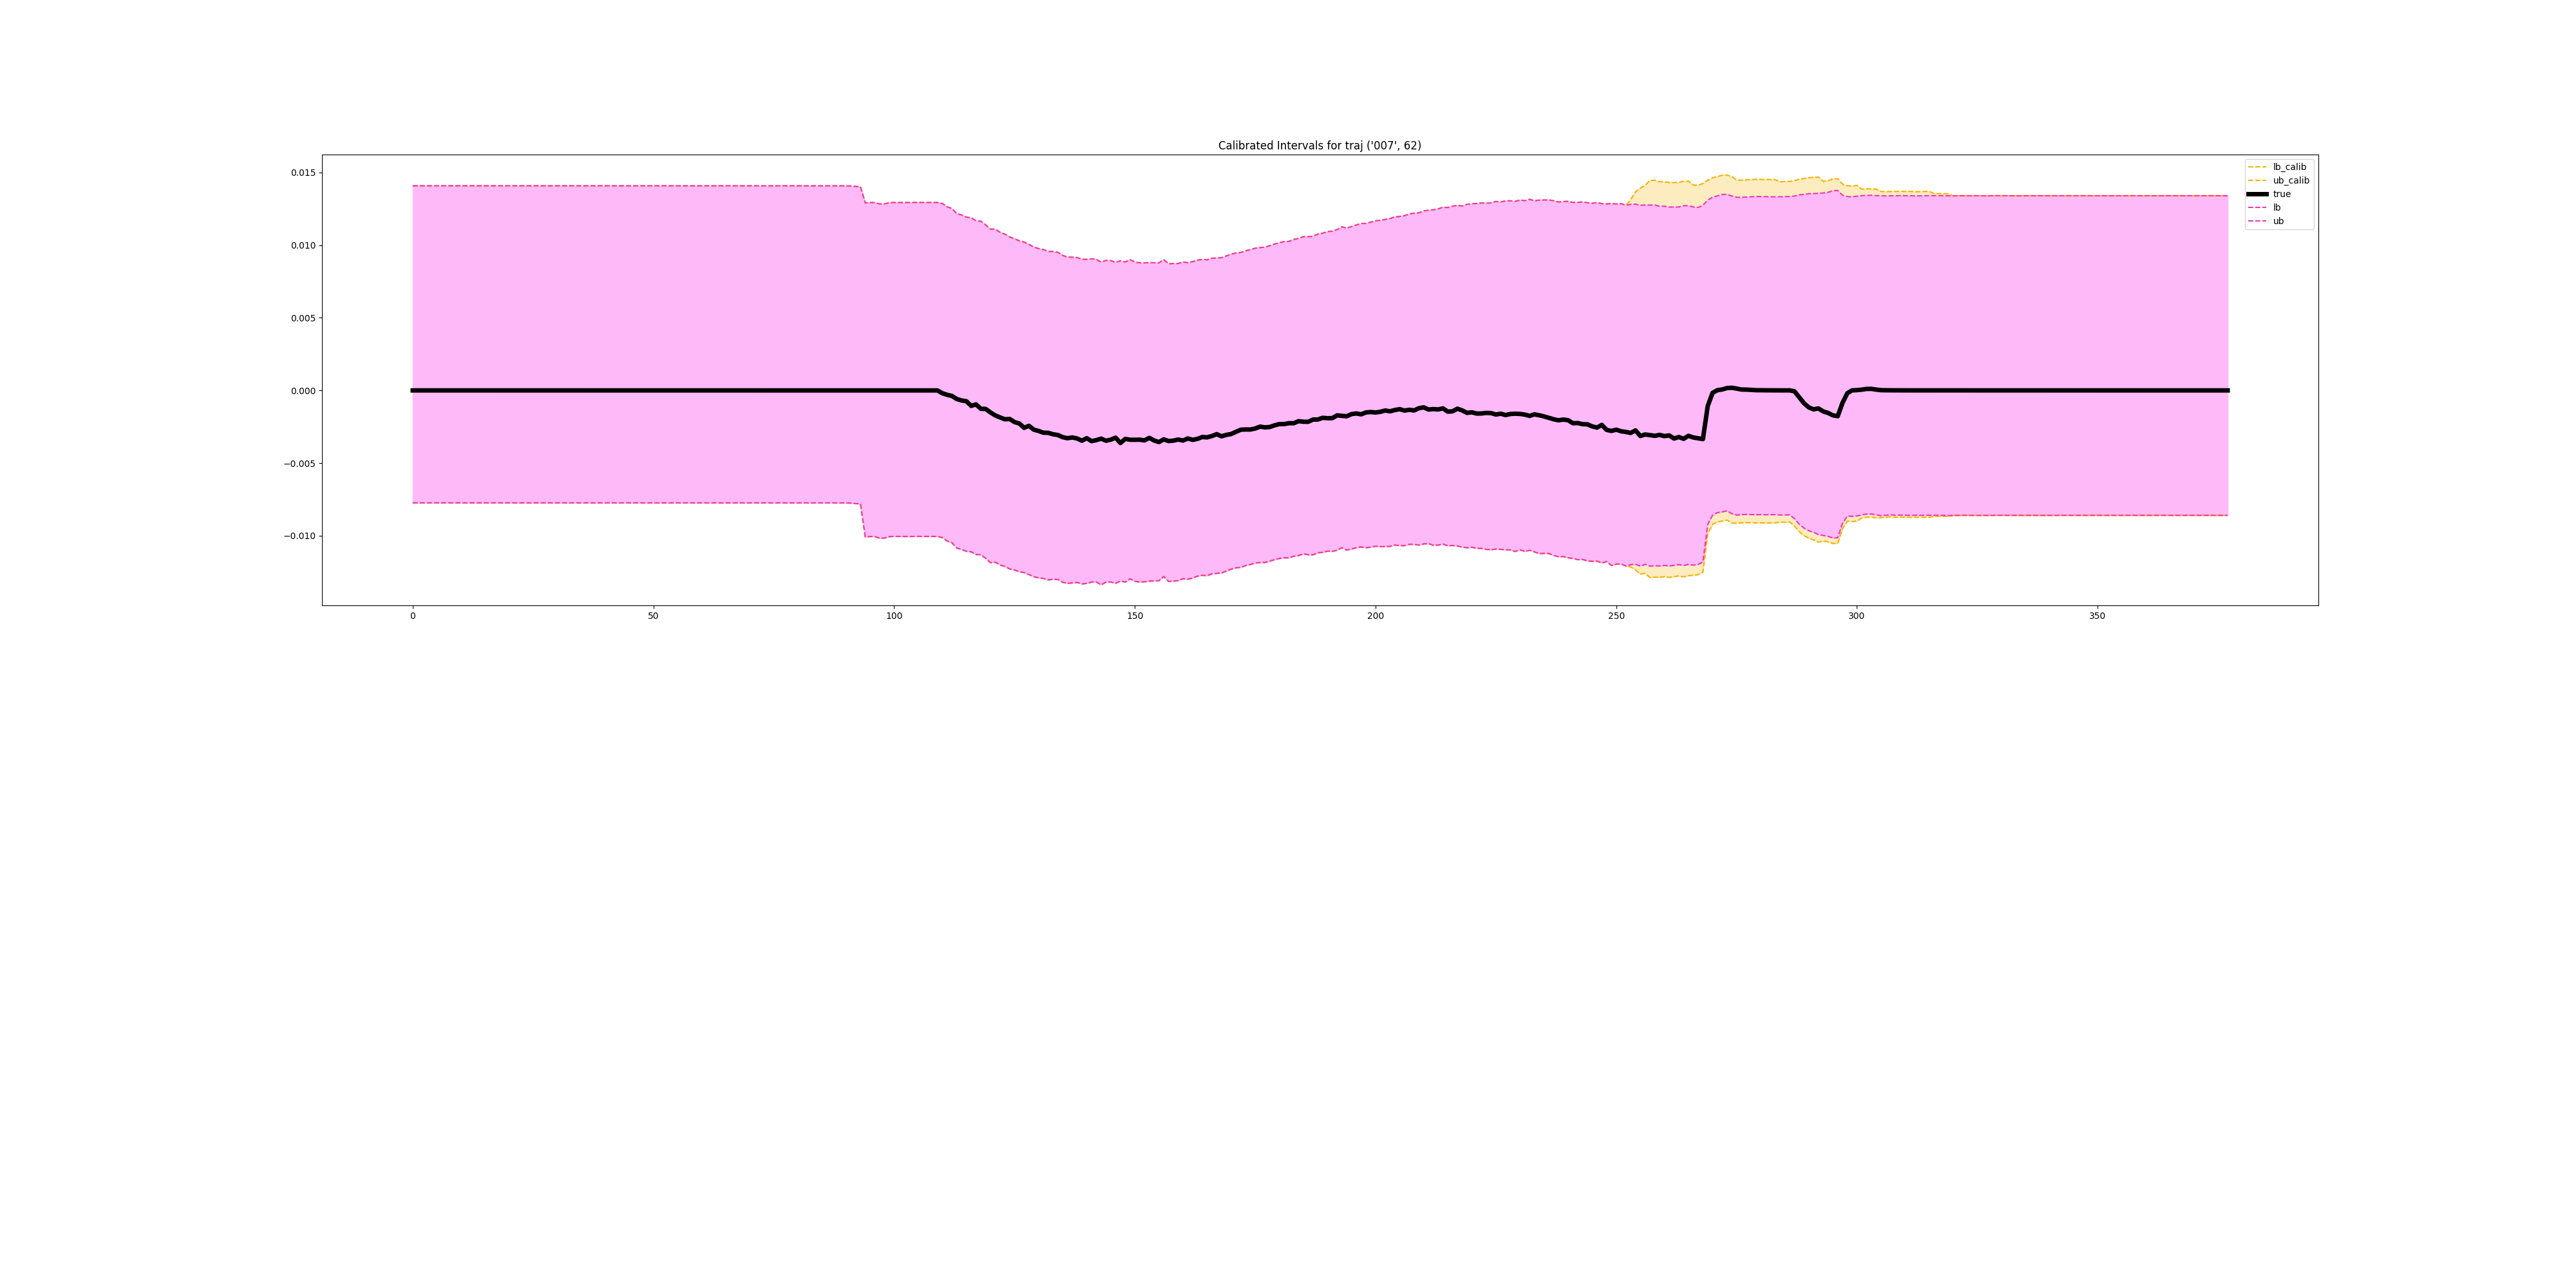 Calibrated Intervals for traj ('007', 62)
0.015
0.010
0.005
0.000
−0.005
−0.010
0 50 100 150 200 250 300 350
lb_calib
ub_calib
true
lb
ub